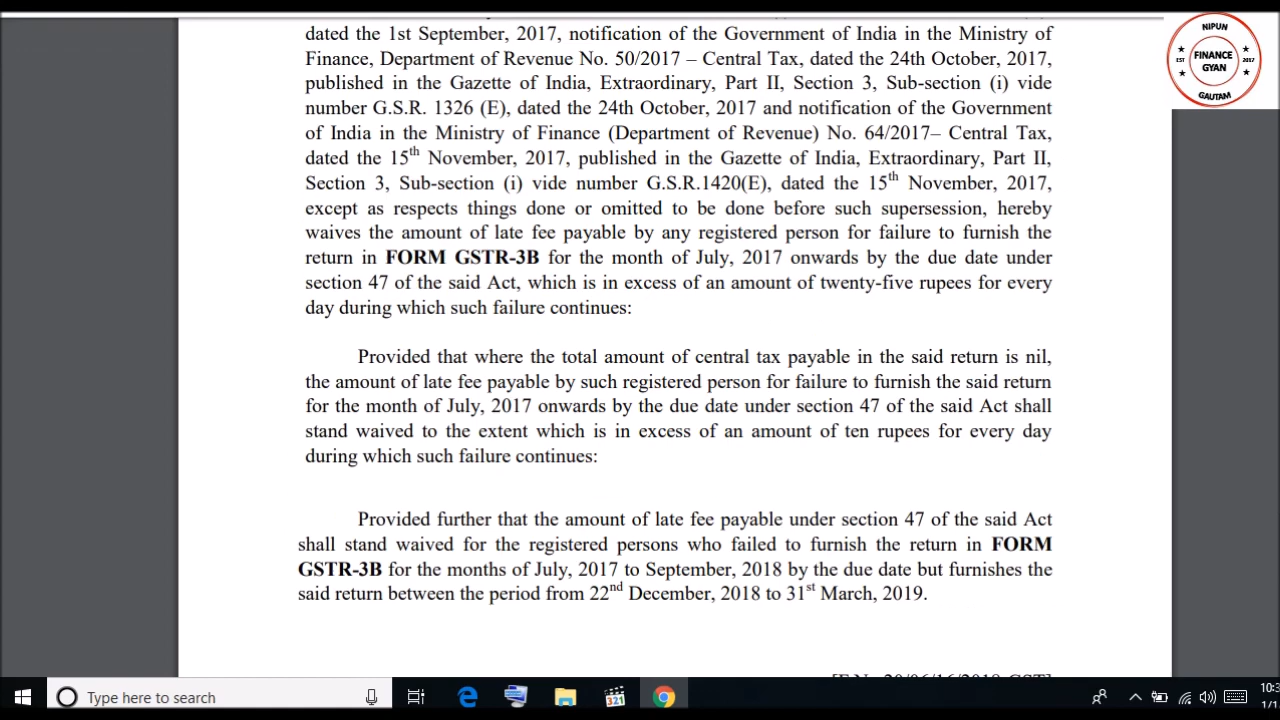 dated the 1st September, 2017, notification of the Government of India in the Ministry of
Finance, Department of Revenue No. 50/2017 – Central Tax, dated the 24th October, 2017,
published in the Gazette of India, Extraordinary, Part II, Section 3, Sub-section (i) vide
number G.S.R. 1326 (E), dated the 24th October, 2017 and notification of the Government
of India in the Ministry of Finance (Department of Revenue) No. 64/2017– Central Tax,
dated the 15th November, 2017, published in the Gazette of India, Extraordinary, Part II,
Section 3, Sub-section (i) vide number G.S.R.1420(E), dated the 15th November, 2017,
except as respects things done or omitted to be done before such supersession, hereby
waives the amount of late fee payable by any registered person for failure to furnish the
return in FORM GSTR-3B for the month of July, 2017 onwards by the due date under
section 47 of the said Act, which is in excess of an amount of twenty-five rupees for every
day during which such failure continues:
Provided that where the total amount of central tax payable in the said return is nil,
the amount of late fee payable by such registered person for failure to furnish the said return
for the month of July, 2017 onwards by the due date under section 47 of the said Act shall
stand waived to the extent which is in excess of an amount of ten rupees for every day
during which such failure continues:
Provided further that the amount of late fee payable under section 47 of the said Act
shall stand waived for the registered persons who failed to furnish the return in FORM
GSTR-3B for the months of July, 2017 to September, 2018 by the due date but furnishes the
said return between the period from 22nd December, 2018 to 31st March, 2019.
NIPUN
EST FINANCE 2017
GYAN
GAUTAM
Type here to search
321
10:3
1/1